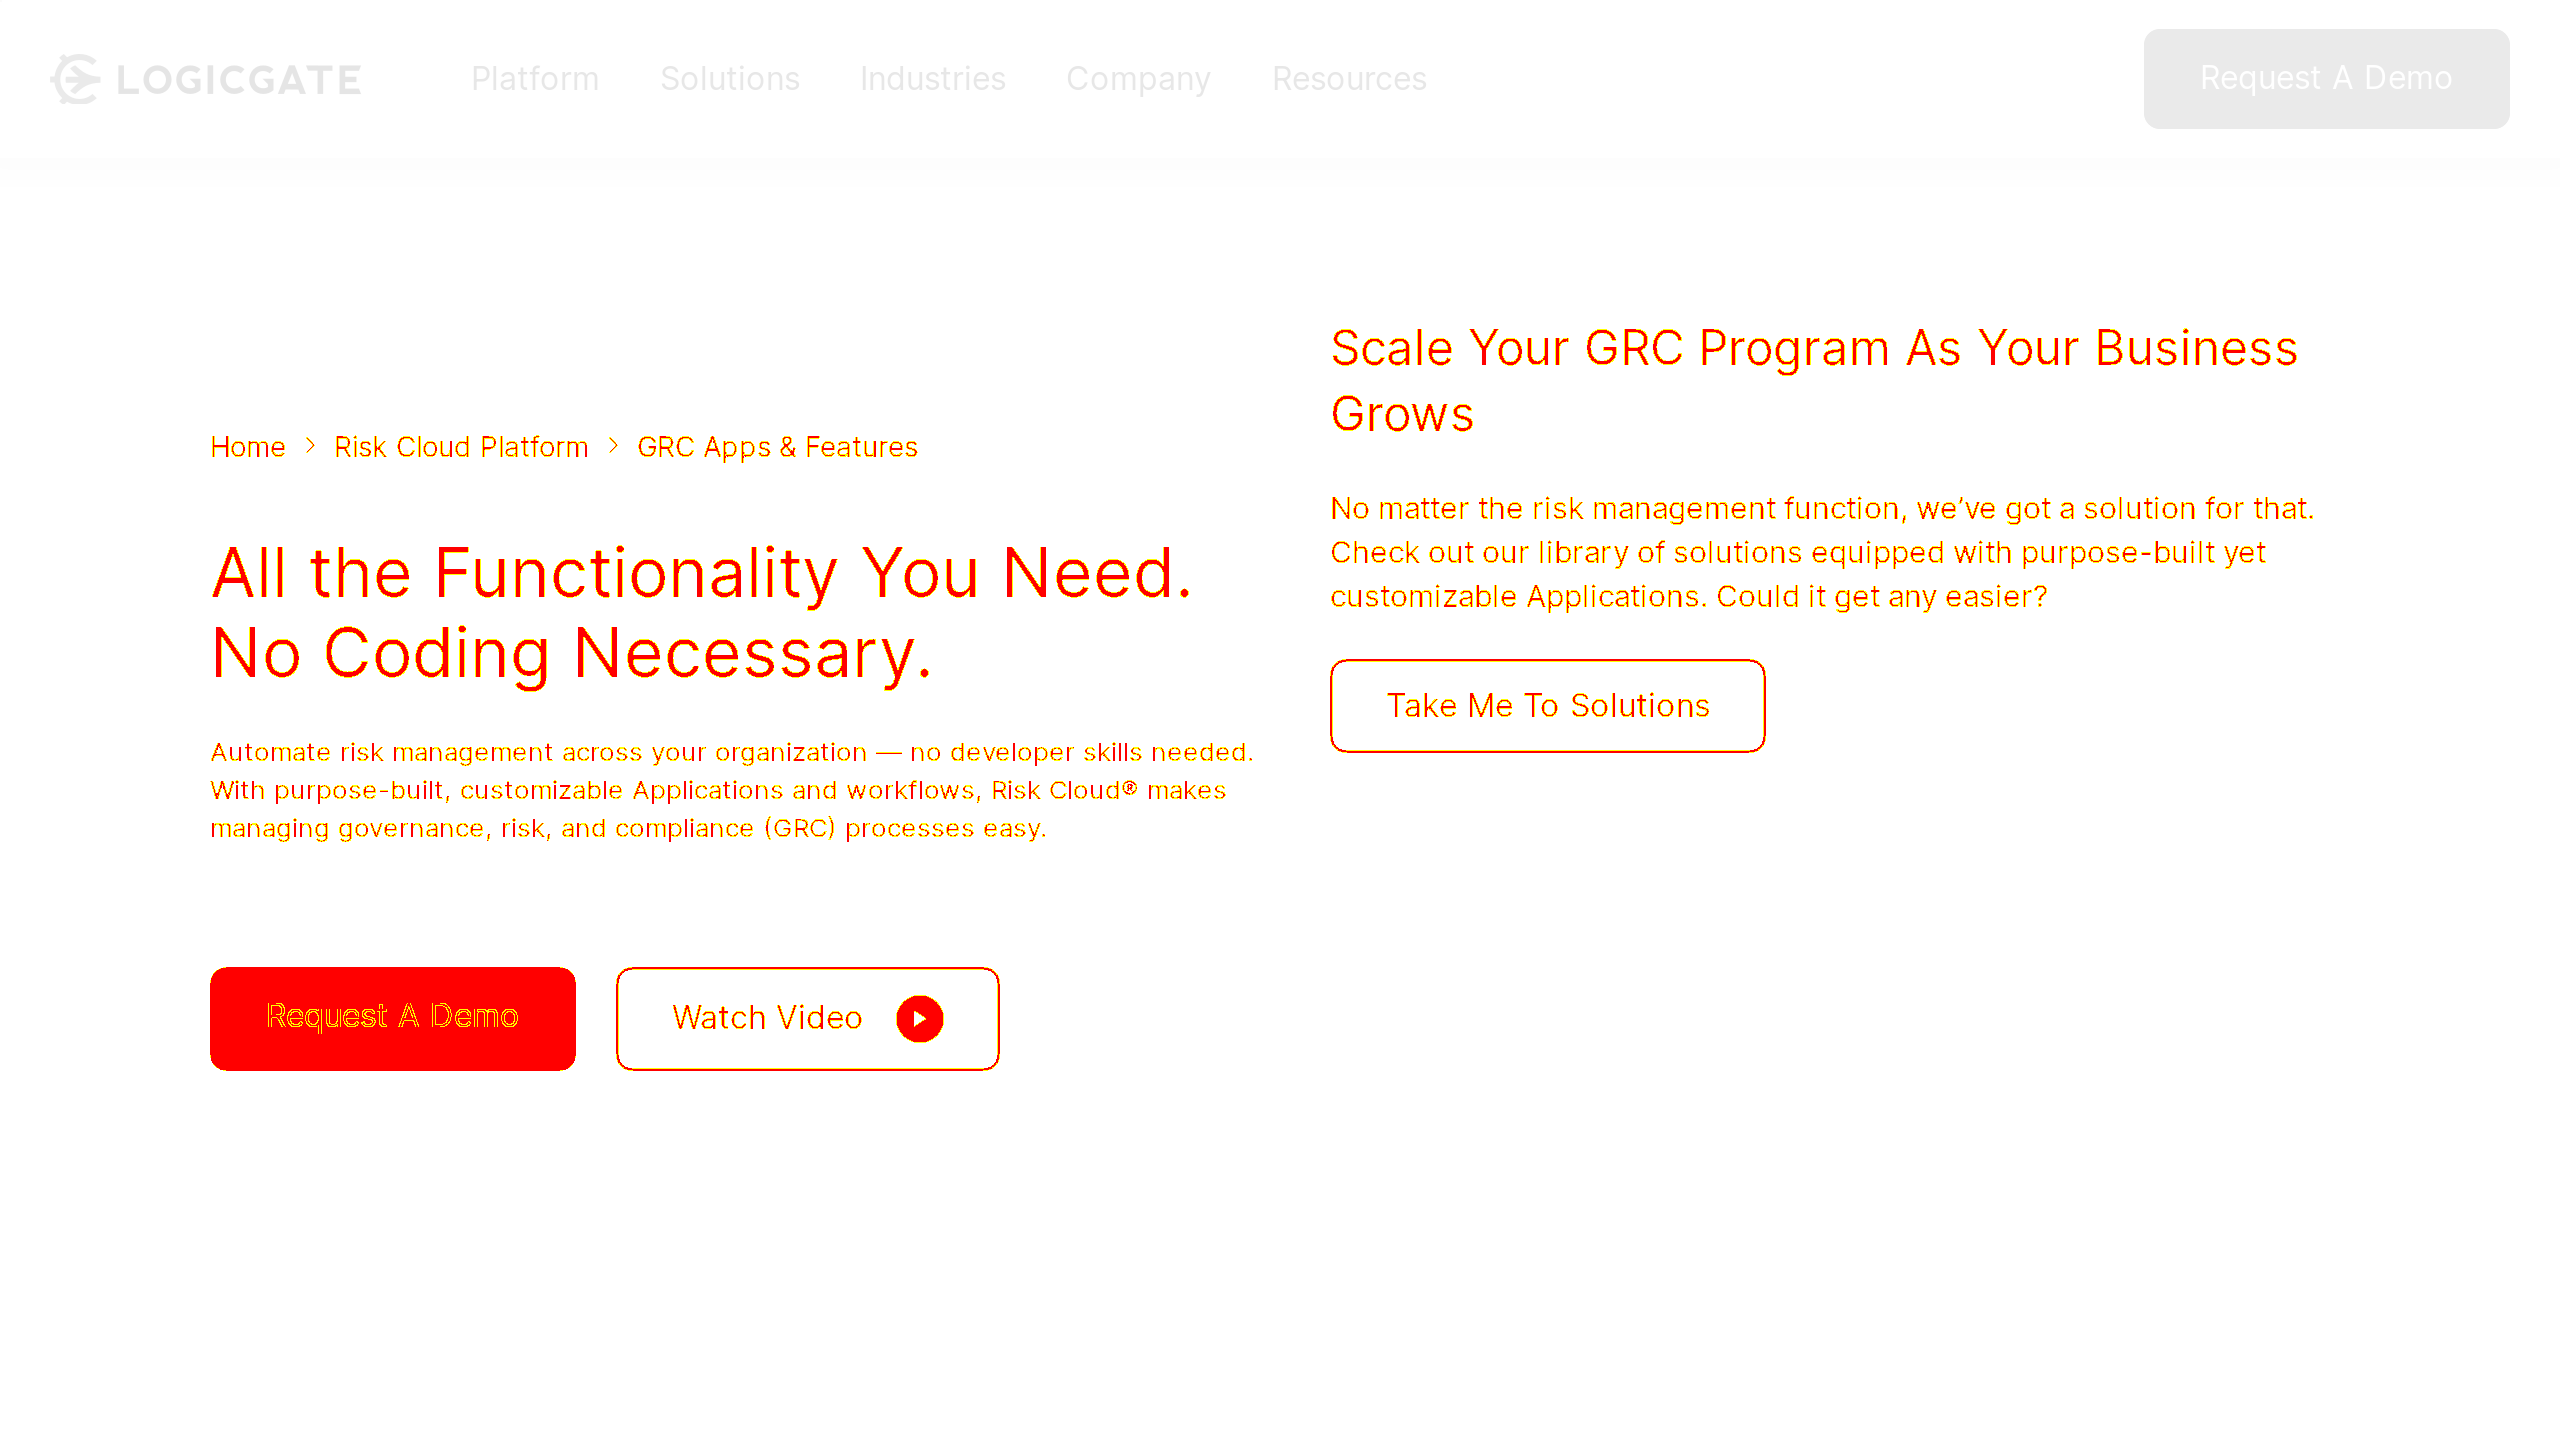 LOGICGATE
Platform
Solutions
Industries
Company
Resources
Request A Demo
Home > Risk Cloud Platform > GRC Apps & Features
All the Functionality You Need.
No Coding Necessary.
Automate risk management across your organization — no developer skills needed.
With purpose-built, customizable Applications and workflows, Risk Cloud® makes
managing governance, risk, and compliance (GRC) processes easy.
Request A Demo
Watch Video
Scale Your GRC Program As Your Business
Grows
No matter the risk management function, we’ve got a solution for that.
Check out our library of solutions equipped with purpose-built yet
customizable Applications. Could it get any easier?
Take Me To Solutions